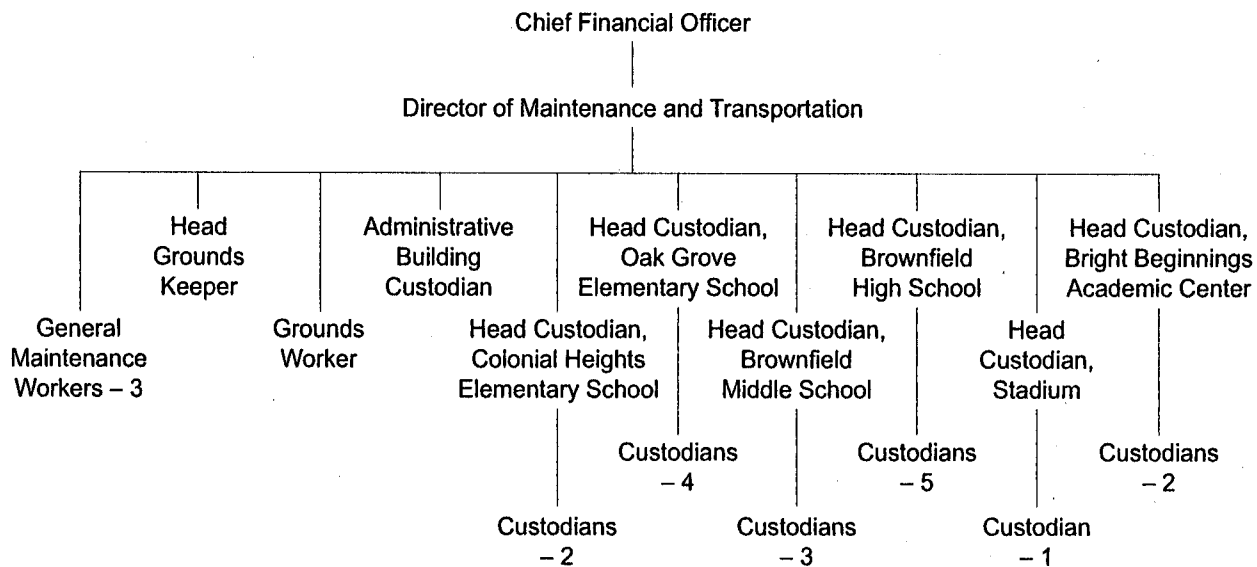 Chief Financial Officer
Director of Maintenance and Transportation
Head
Grounds
Keeper
Administrative
Building
Custodian
Head Custodian,
Oak Grove
Elementary School
Head Custodian,
Brownfield
High School
Head Custodian,
Bright Beginnings
Academic Center
General
Maintenance
Workers – 3
Grounds
Worker
Head Custodian,
Colonial Heights
Elementary School
Head Custodian,
Brownfield
Middle School
Head
Custodian,
Stadium
Custodians
– 4
Custodians
– 5
Custodians
– 2
Custodians
– 2
Custodians
– 3
Custodian
– 1